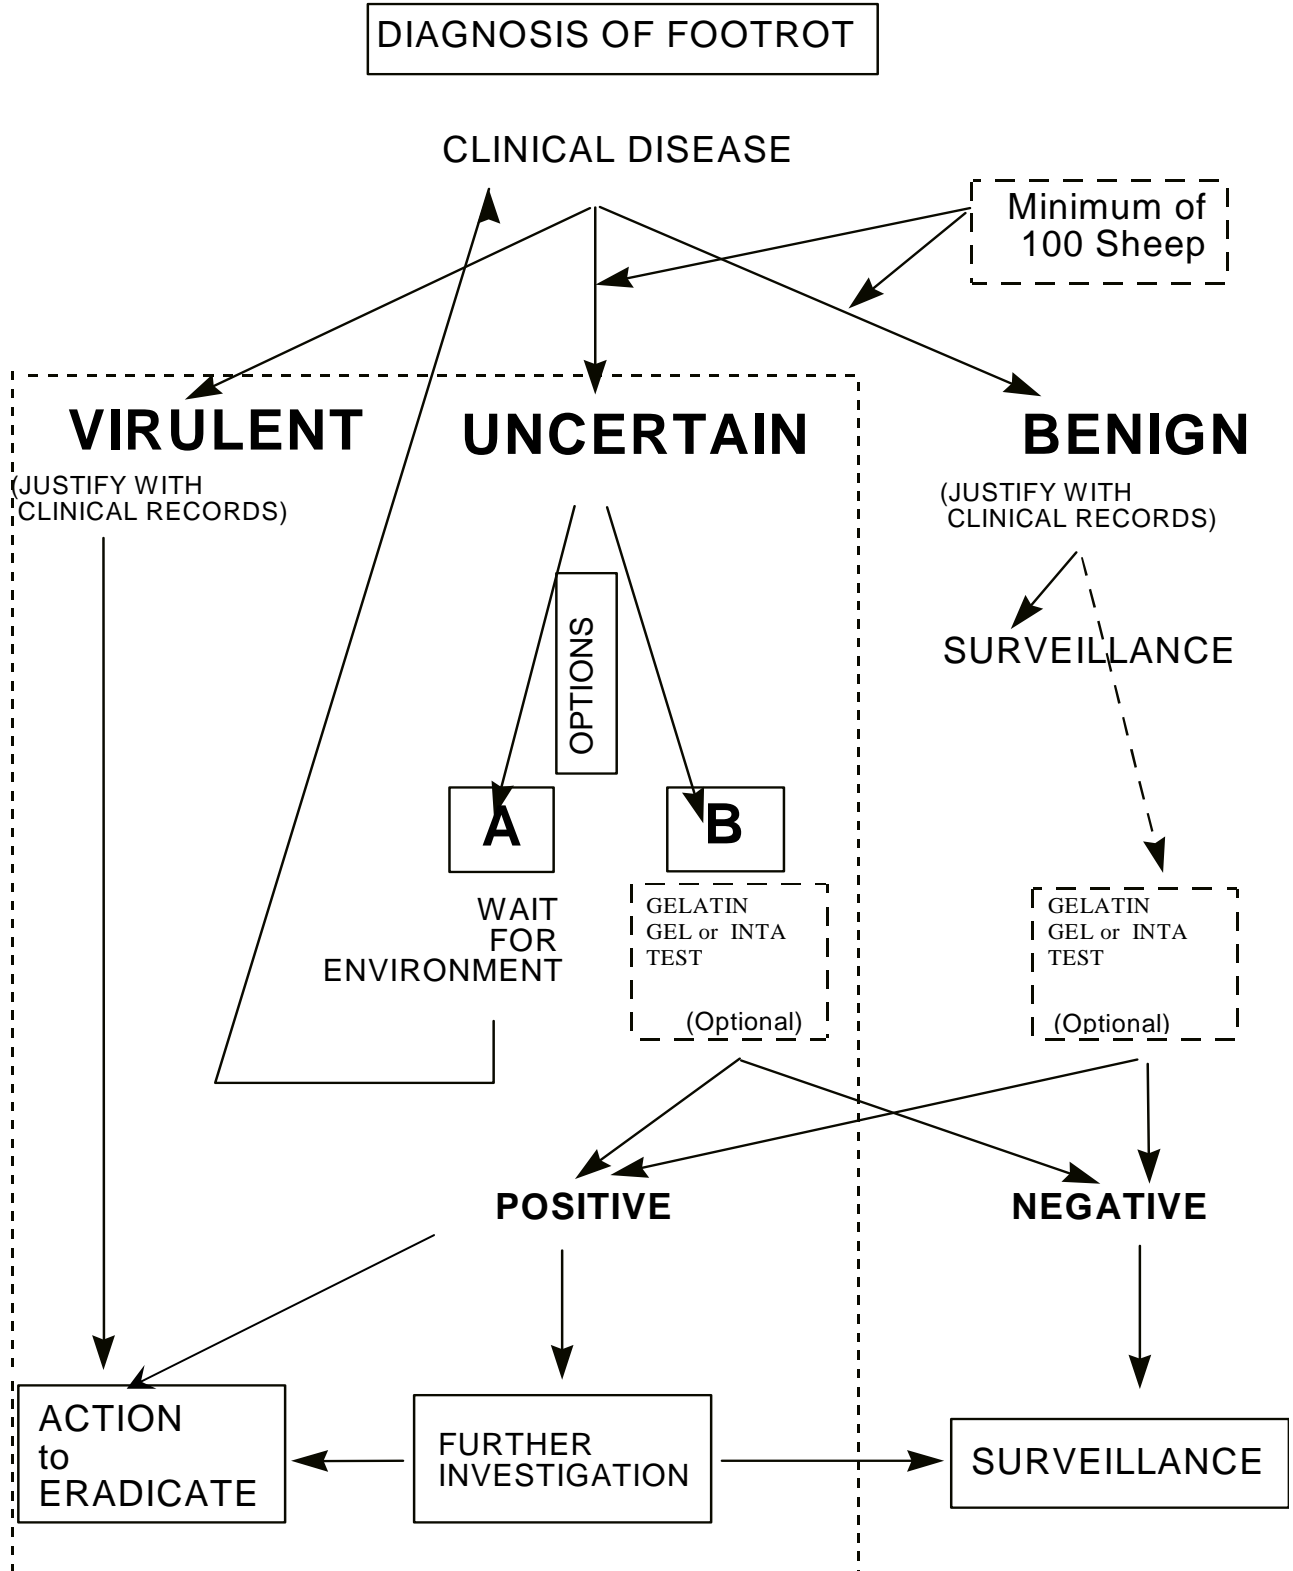 DIAGNOSIS OF FOOTROT
CLINICAL DISEASE
Minimum of
100 Sheep
VIRULENT
(JUSTIFY WITH
CLINICAL RECORDS)
UNCERTAIN
BENIGN
(JUSTIFY WITH
CLINICAL RECORDS)
OPTIONS
SURVEILLANCE
A
B
WAIT
FOR
ENVIRONMENT
GELATIN
GEL or INTA
TEST
(Optional)
GELATIN
GEL or INTA
TEST
(Optional)
POSITIVE
NEGATIVE
ACTION
to
ERADICATE
FURTHER
INVESTIGATION
SURVEILLANCE